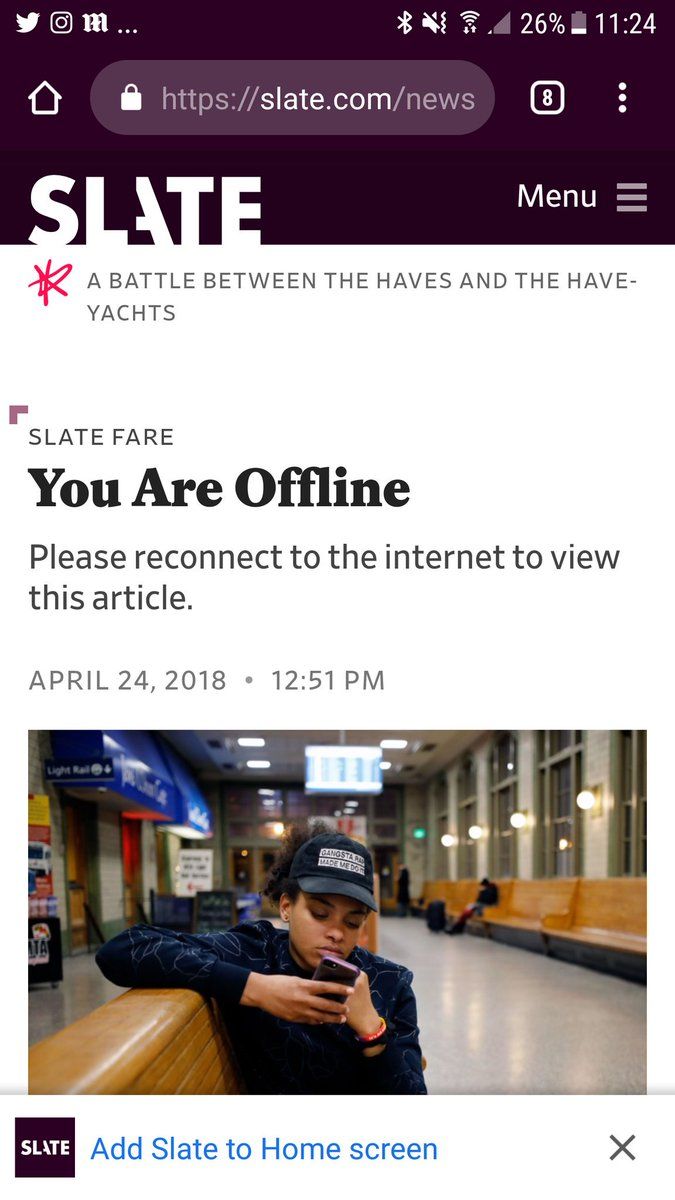 m ...
26% 11:24
https://slate.com/news
8
SLATE
Menu
A BATTLE BETWEEN THE HAVES AND THE HAVE-
YACHTS
SLATE FARE
You Are Offline
Please reconnect to the internet to view
this article.
APRIL 24, 2018 • 12:51 PM
Light Rail
GANGSTA RAP
MADE ME DO IT
SLATE
Add Slate to Home screen